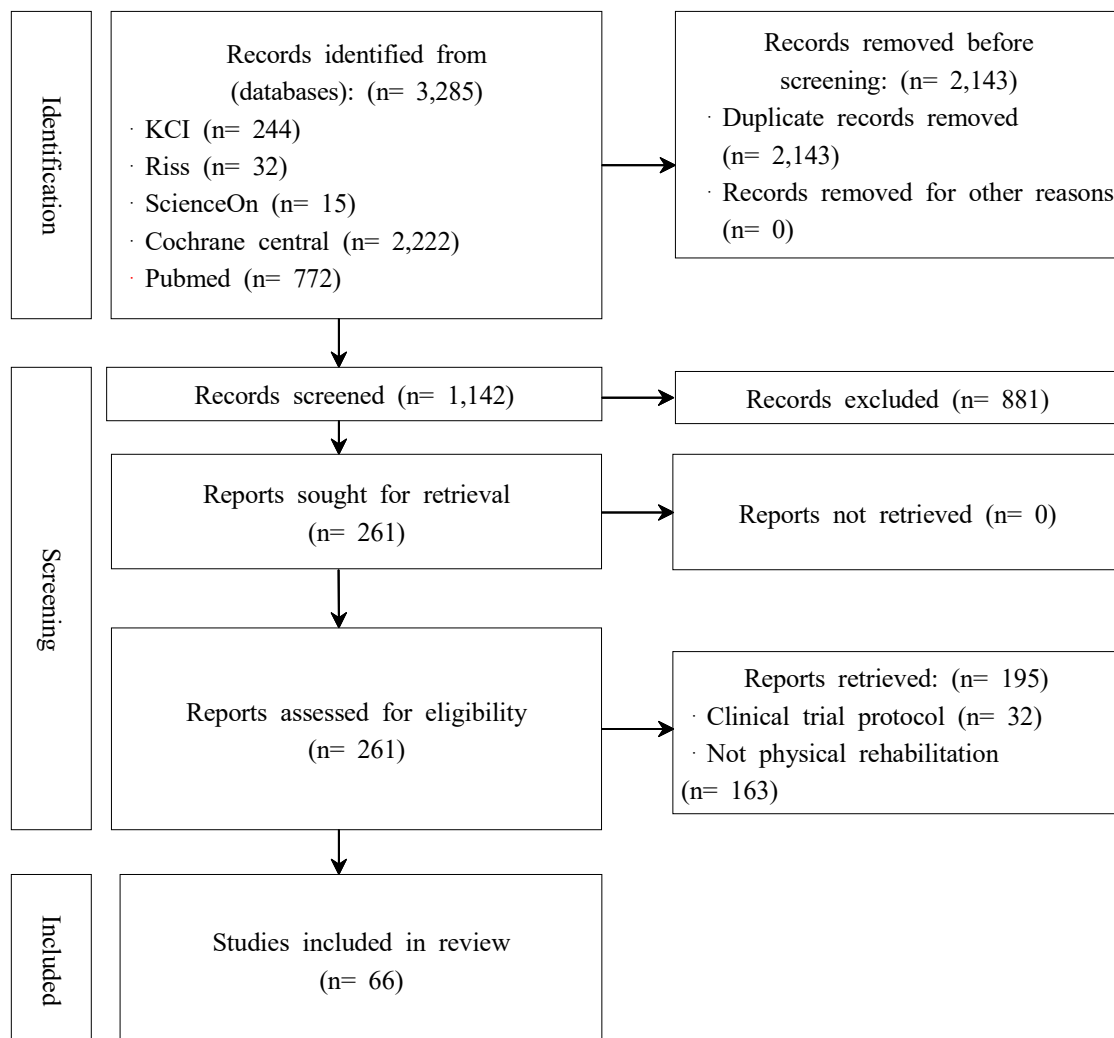 Identification
Records identified from
(databases): (n= 3,285)
· KCI (n= 244)
· Riss (n= 32)
· ScienceOn (n= 15)
· Cochrane central (n= 2,222)
· Pubmed (n= 772)
Records removed before
screening: (n= 2,143)
· Duplicate records removed
(n= 2,143)
· Records removed for other reasons
(n= 0)
Screening
Records screened (n= 1,142)
Records excluded (n= 881)
Reports sought for retrieval
(n= 261)
Reports not retrieved (n= 0)
Reports assessed for eligibility
(n= 261)
Reports retrieved: (n= 195)
· Clinical trial protocol (n= 32)
· Not physical rehabilitation
(n= 163)
Included
Studies included in review
(n= 66)